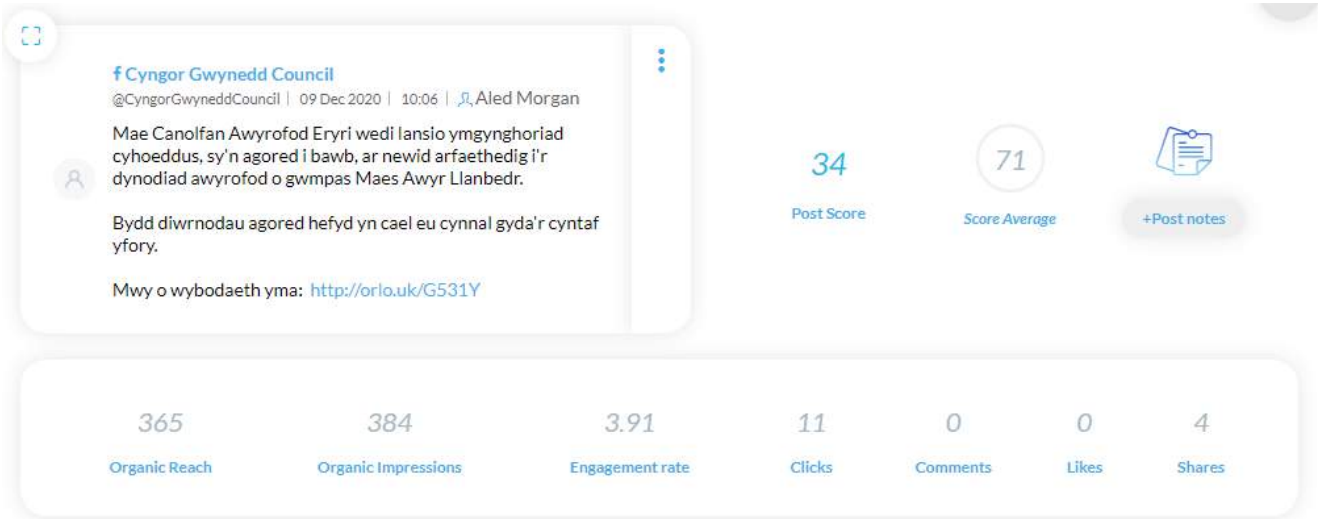 f Cyngor Gwynedd Council
@CyngorGwyneddCouncil | 09 Dec 2020 | 10:06 | Aled Morgan
Mae Canolfan Awyrofod Eryri wedi lansio ymgynghoriad
cyhoeddus, sy'n agored i bawb, ar newid arfaethedig i'r
dynodiad awyrofod o gwmpas Maes Awyr Llanbedr.
Bydd diwrnodau agored hefyd yn cael eu cynnal gyda'r cyntaf
yfory.
Mwy o wybodaeth yma: http://orlo.uk/G531Y
34
Post Score
71
Score Average
+Post notes
365
Organic Reach
384
Organic Impressions
3.91
Engagement rate
11
Clicks
0
Comments
0
Likes
4
Shares